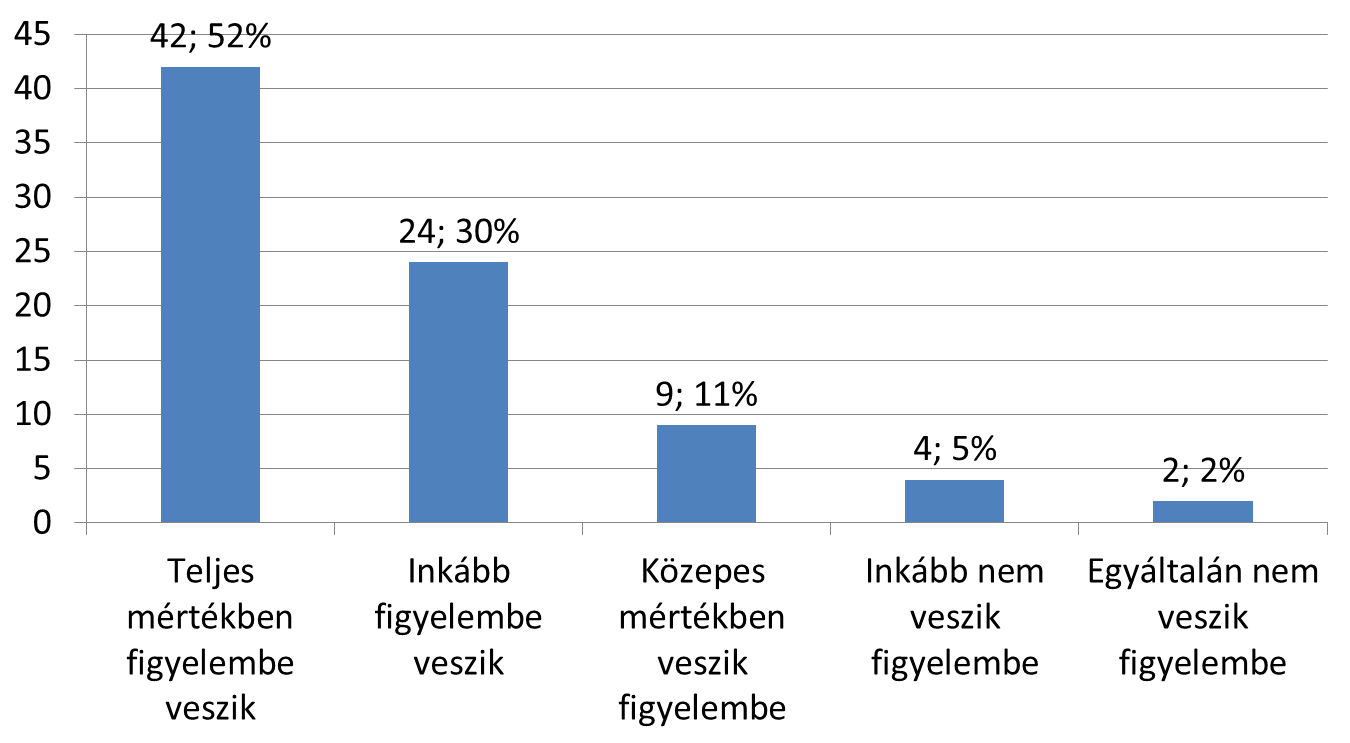 45
40
35
30
25
20
15
10
5
0
42; 52%
24; 30%
9; 11%
4; 5%
2; 2%
Teljes
mértékben
figyelembe
veszik
Inkább
figyelembe
veszik
Közepes
mértékben
veszik
figyelembe
Inkább nem
veszik
figyelembe
Egyáltalán nem
veszik
figyelembe